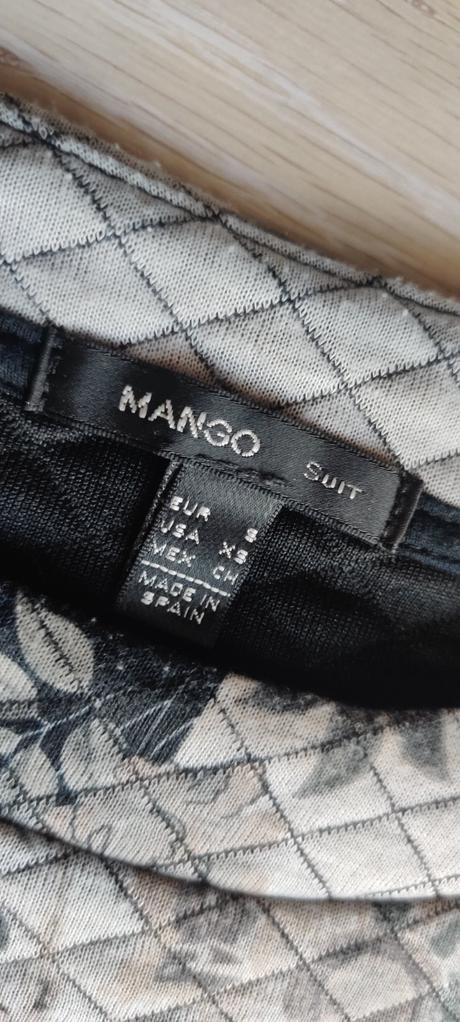 MANGO Suit
EUR S
USA XS
MEX CH
MADE IN
SPAIN